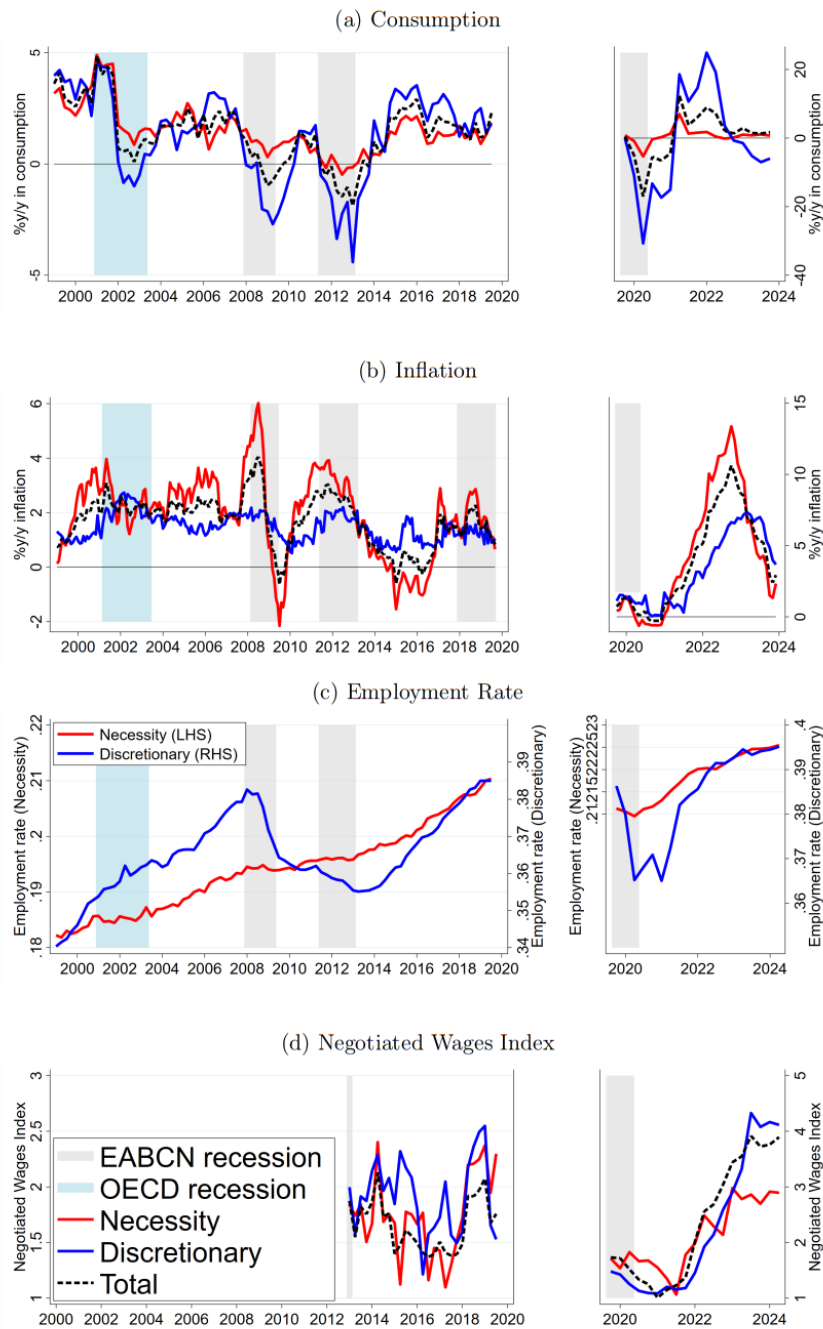 (a) Consumption
%y/y in consumption
5
0
-5
2000 2002 2004 2006 2008 2010 2012 2014 2016 2018 2020
20
0
-20
-40
%y/y in consumption
2020 2022 2024
(b) Inflation
%y/y inflation
6
4
2
0
-2
2000 2002 2004 2006 2008 2010 2012 2014 2016 2018 2020
15
10
5
0
%y/y inflation
2020 2022 2024
(c) Employment Rate
Employment rate (Necessity)
.22
.21
.2
.19
.18
Necessity (LHS)
Discretionary (RHS)
.39
.38
.37
.36
.35
.34
Employment rate (Discretionary)
2000 2002 2004 2006 2008 2010 2012 2014 2016 2018 2020
Employment rate (Necessity)
212152222523
.4
.39
.38
.37
.36
Employment rate (Discretionary)
2020 2022 2024
(d) Negotiated Wages Index
Negotiated Wages Index
3
2.5
2
1.5
1
EABCN recession
OECD recession
Necessity
Discretionary
Total
2000 2002 2004 2006 2008 2010 2012 2014 2016 2018 2020
5
4
3
2
1
Negotiated Wages Index
2020 2022 2024